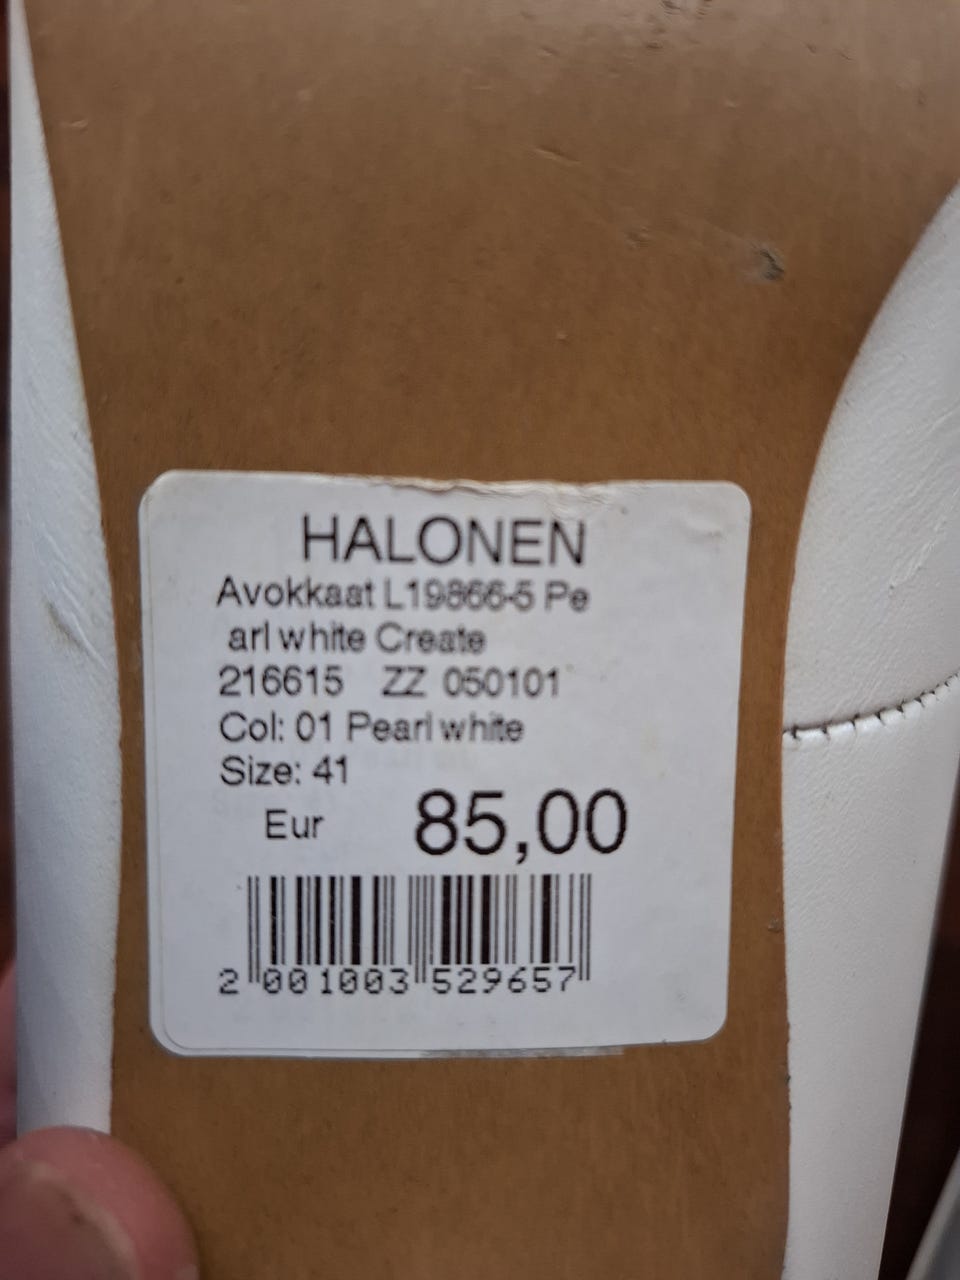 HALONEN
Avokkaat L19866-5 Pe
arl white Create
216615 ZZ 050101
Col: 01 Pearl white
Size: 41
Eur 85,00
2 001003 529657